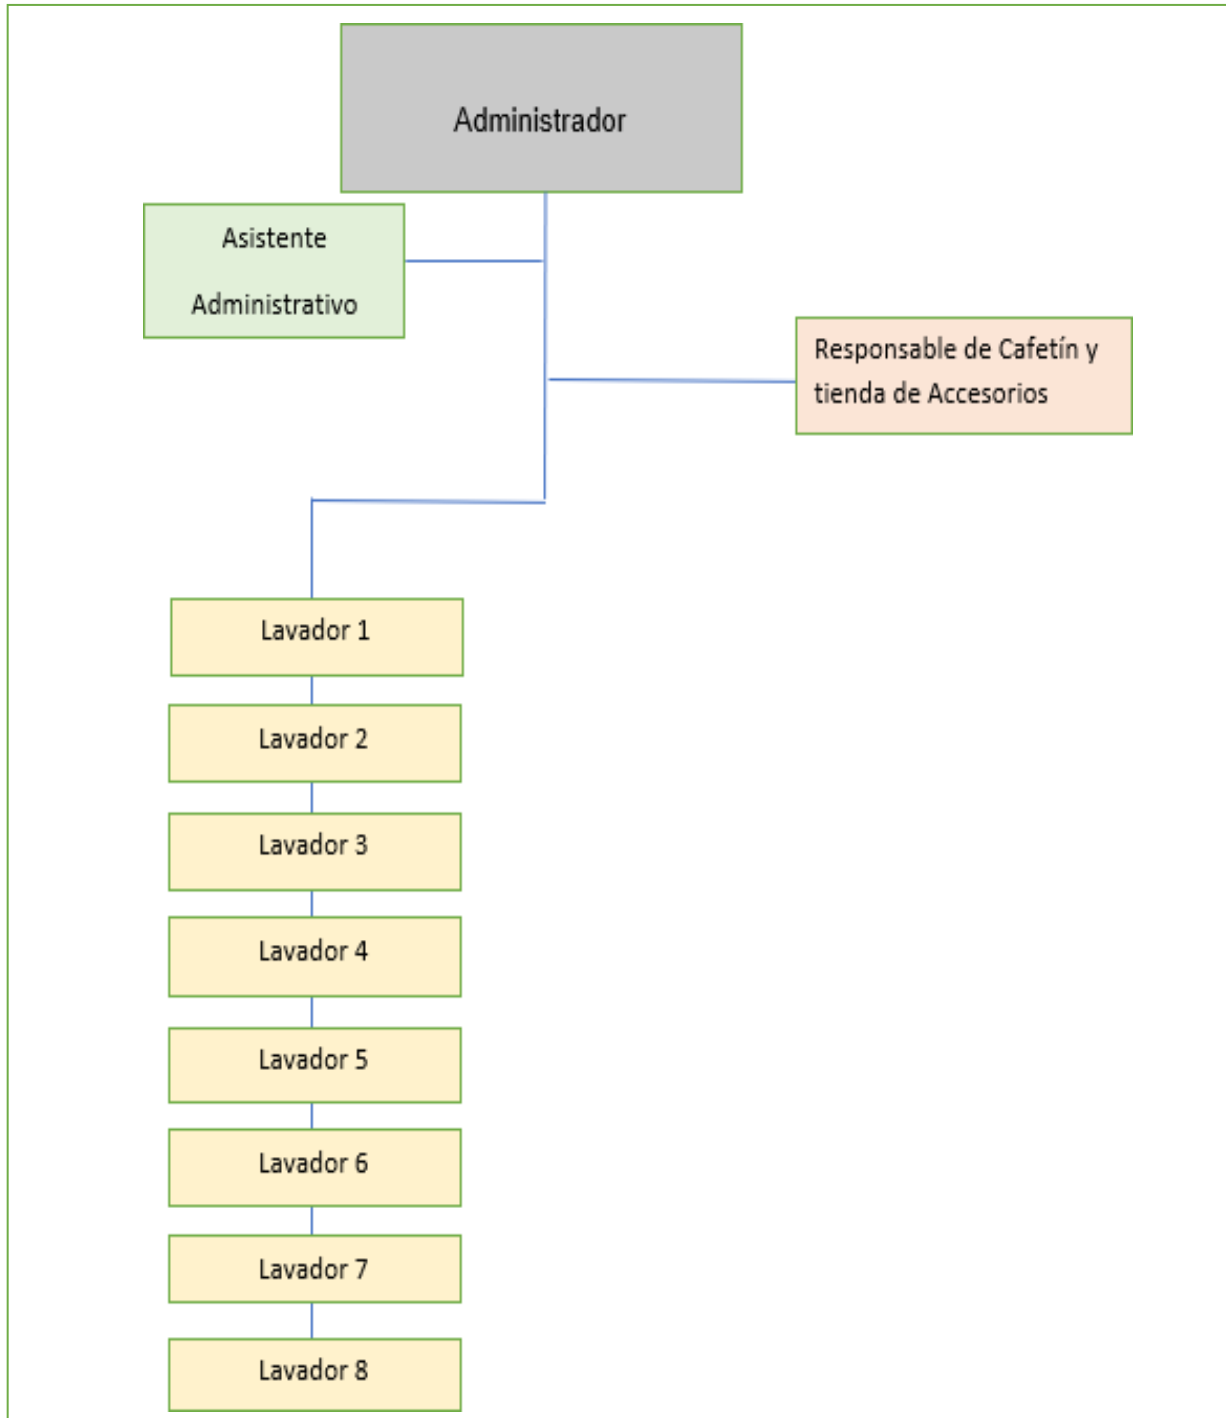 Administrador
Asistente
Administrativo
Responsable de Cafetín y
tienda de Accesorios
Lavador 1
Lavador 2
Lavador 3
Lavador 4
Lavador 5
Lavador 6
Lavador 7
Lavador 8